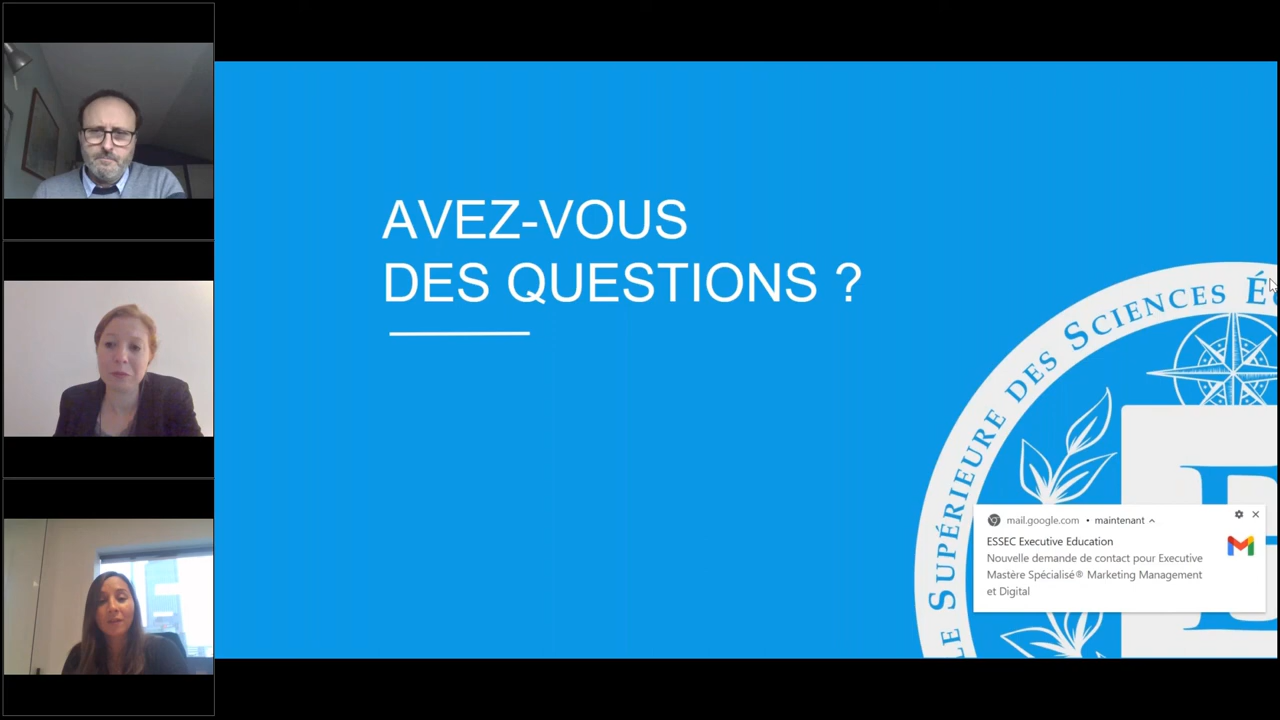 AVEZ-VOUS
DES QUESTIONS ?
LE SUPÉRIEURE DES SCIENCES É
mail.google.com • maintenant
ESSEC Executive Education
Nouvelle demande de contact pour Executive
Mastère Spécialisé® Marketing Management
et Digital
E